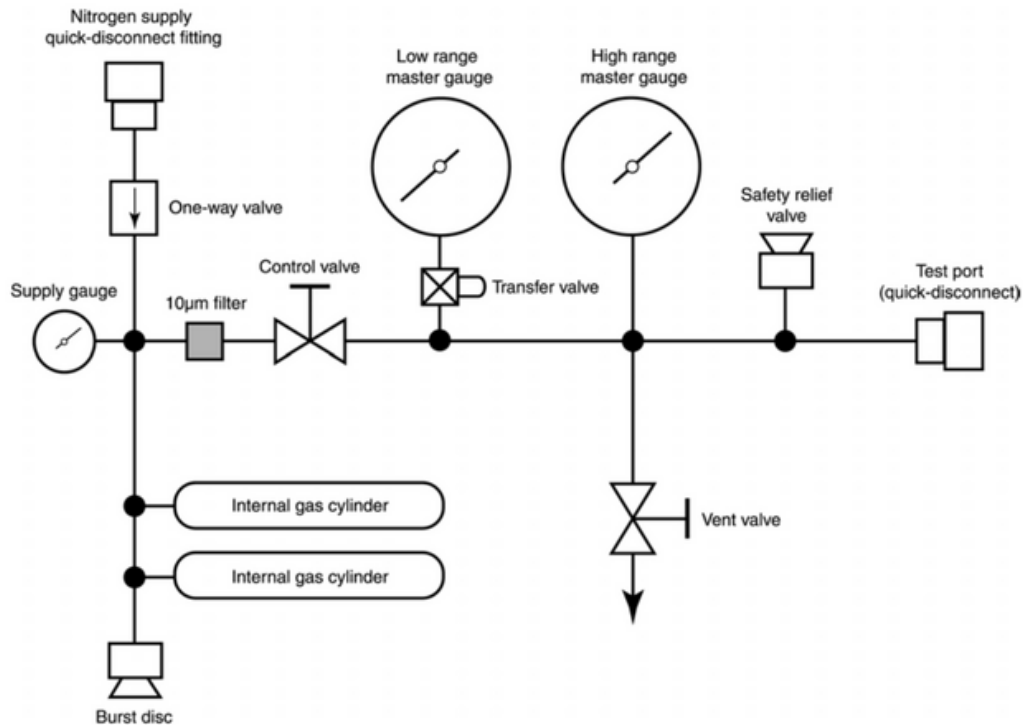 Nitrogen supply
quick-disconnect fitting
Low range
master gauge
High range
master gauge
One-way valve
Safety relief
valve
Control valve
Transfer valve
Test port
(quick-disconnect)
Supply gauge
10μm filter
Internal gas cylinder
Vent valve
Internal gas cylinder
Burst disc